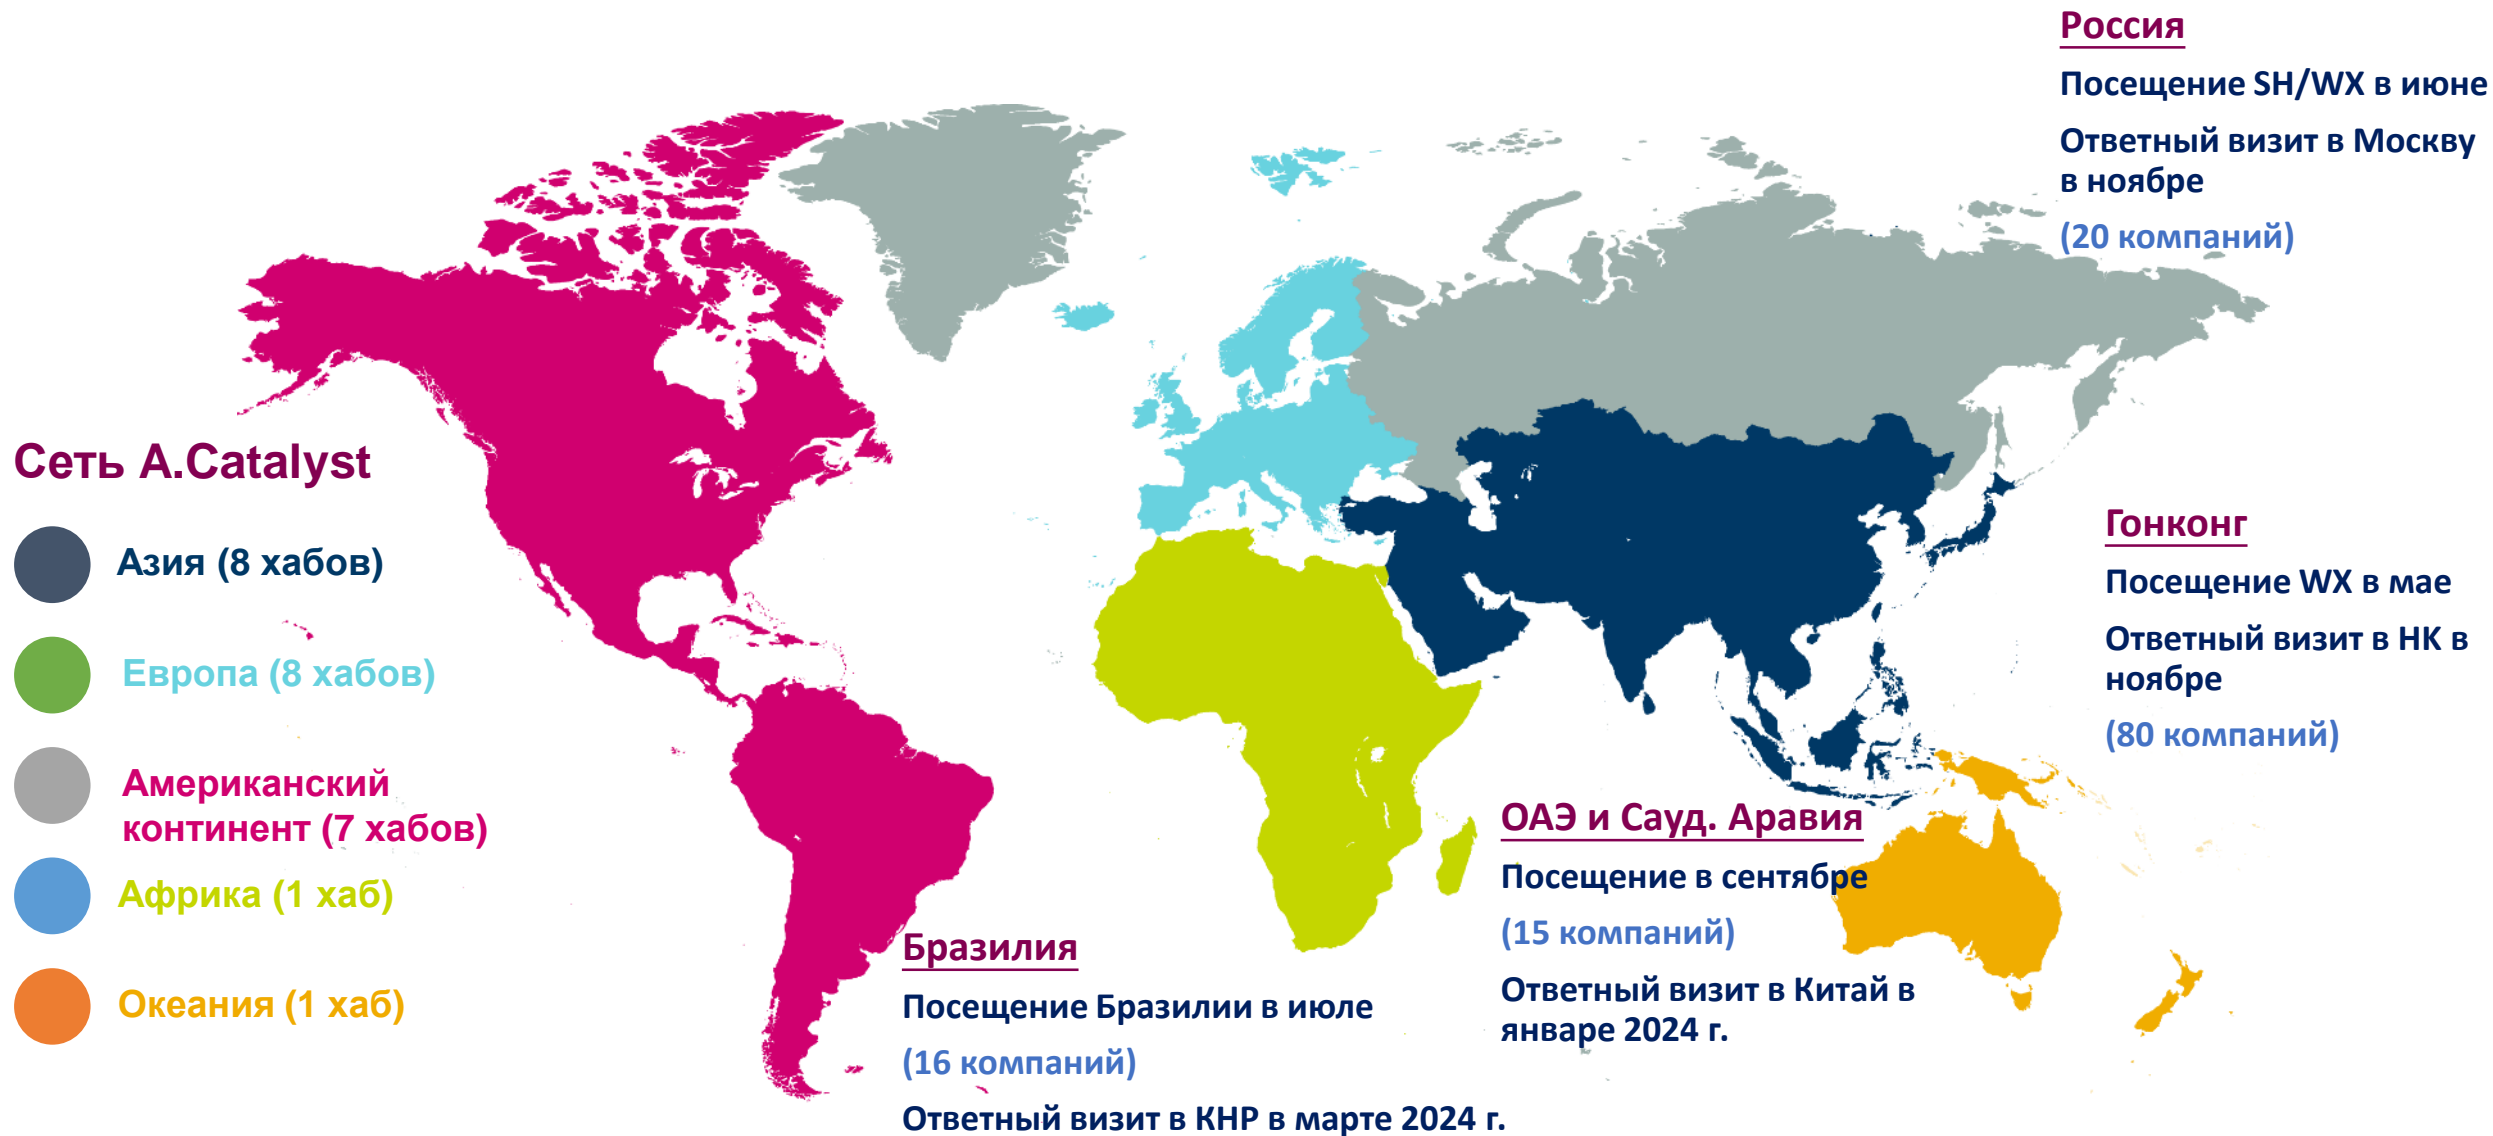 Россия
Посещение SH/WX в июне
Ответный визит в Москву
в ноябре
(20 компаний)
Сеть A.Catalyst
Азия (8 хабов)
Европа (8 хабов)
Американский
континент (7 хабов)
Африка (1 хаб)
Океания (1 хаб)
Гонконг
Посещение WX в мае
Ответный визит в НК в
ноябре
(80 компаний)
ОАЭ и Сауд. Аравия
Посещение в сентябре
(15 компаний)
Ответный визит в Китай в
январе 2024 г.
Бразилия
Посещение Бразилии в июле
(16 компаний)
Ответный визит в КНР в марте 2024 г.